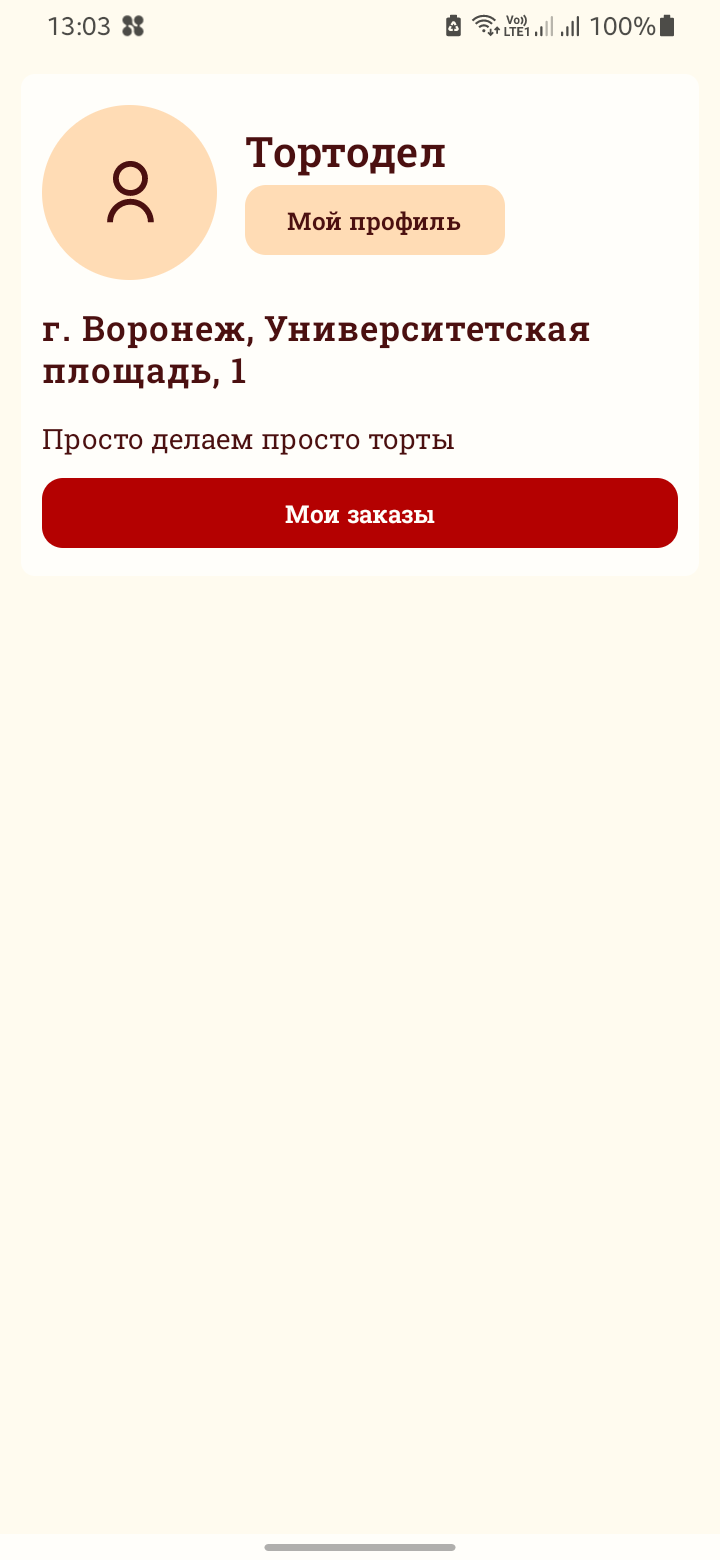 13:03
Vo))
LTE1
100%
Тортодел
Мой профиль
г. Воронеж, Университетская
площадь, 1
Просто делаем просто торты
Мои заказы